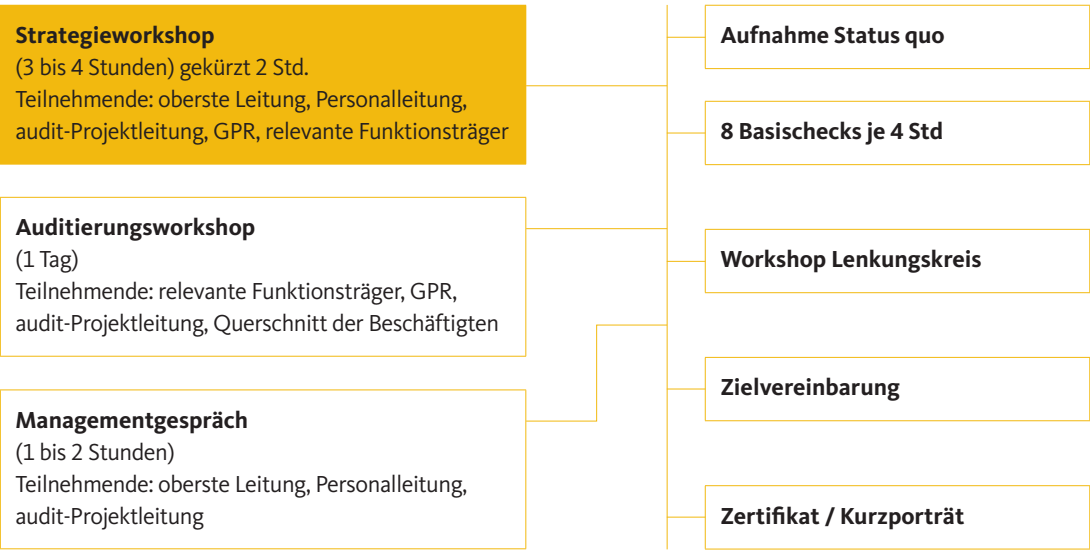 Strategieworkshop
(3 bis 4 Stunden) gekürzt 2 Std.
Teilnehmende: oberste Leitung, Personalleitung,
audit-Projektleitung, GPR, relevante Funktionsträger
Auditierungsworkshop
(1 Tag)
Teilnehmende: relevante Funktionsträger, GPR,
audit-Projektleitung, Querschnitt der Beschäftigten
Managementgespräch
(1 bis 2 Stunden)
Teilnehmende: oberste Leitung, Personalleitung,
audit-Projektleitung
Aufnahme Status quo
8 Basischecks je 4 Std
Workshop Lenkungskreis
Zielvereinbarung
Zertifikat / Kurzporträt